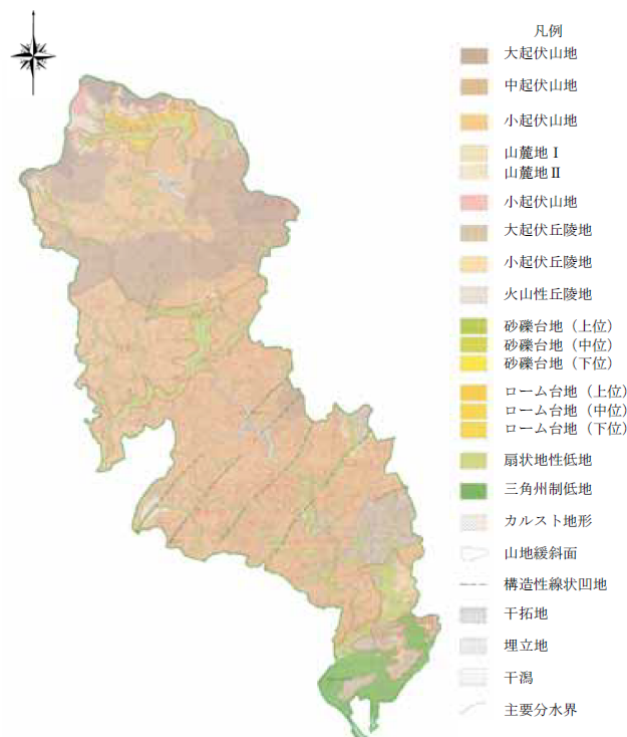 凡例
大起伏山地
中起伏山地
小起伏山地
山麓地Ⅰ
山麓地Ⅱ
小起伏山地
大起伏丘陵地
小起伏丘陵地
火山性丘陵地
砂礫台地（上位）
砂礫台地（中位）
砂礫台地（下位）
ローム台地（上位）
ローム台地（中位）
ローム台地（下位）
扇状地性低地
三角州制低地
カルスト地形
山地緩斜面
構造性線状凹地
干拓地
埋立地
干潟
主要分水界